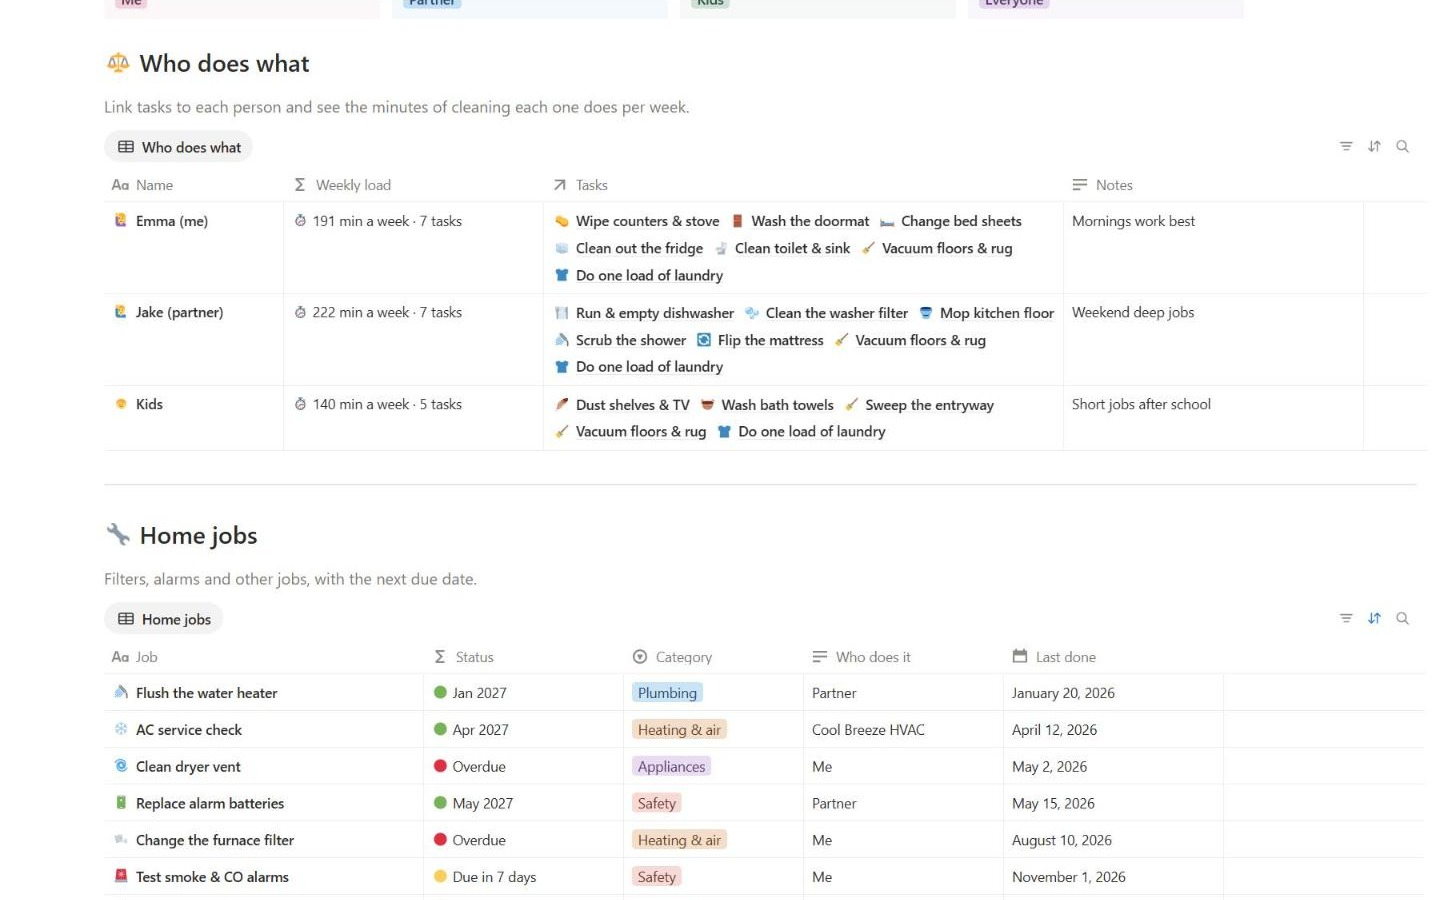 Me Partner Kids Everyone
Who does what
Link tasks to each person and see the minutes of cleaning each one does per week.
Who does what
Aa Name Weekly load Tasks Notes
Emma (me) 191 min a week · 7 tasks Wipe counters & stove Wash the doormat Change bed sheets Mornings work best
Clean out the fridge Clean toilet & sink Vacuum floors & rug
Do one load of laundry
Jake (partner) 222 min a week · 7 tasks Run & empty dishwasher Clean the washer filter Mop kitchen floor Weekend deep jobs
Scrub the shower Flip the mattress Vacuum floors & rug
Do one load of laundry
Kids 140 min a week · 5 tasks Dust shelves & TV Wash bath towels Sweep the entryway Short jobs after school
Vacuum floors & rug Do one load of laundry
Home jobs
Filters, alarms and other jobs, with the next due date.
Home jobs
Aa Job Status Category Who does it Last done
Flush the water heater Jan 2027 Plumbing Partner January 20, 2026
AC service check Apr 2027 Heating & air Cool Breeze HVAC April 12, 2026
Clean dryer vent Overdue Appliances Me May 2, 2026
Replace alarm batteries May 2027 Safety Partner May 15, 2026
Change the furnace filter Overdue Heating & air Me August 10, 2026
Test smoke & CO alarms Due in 7 days Safety Me November 1, 2026